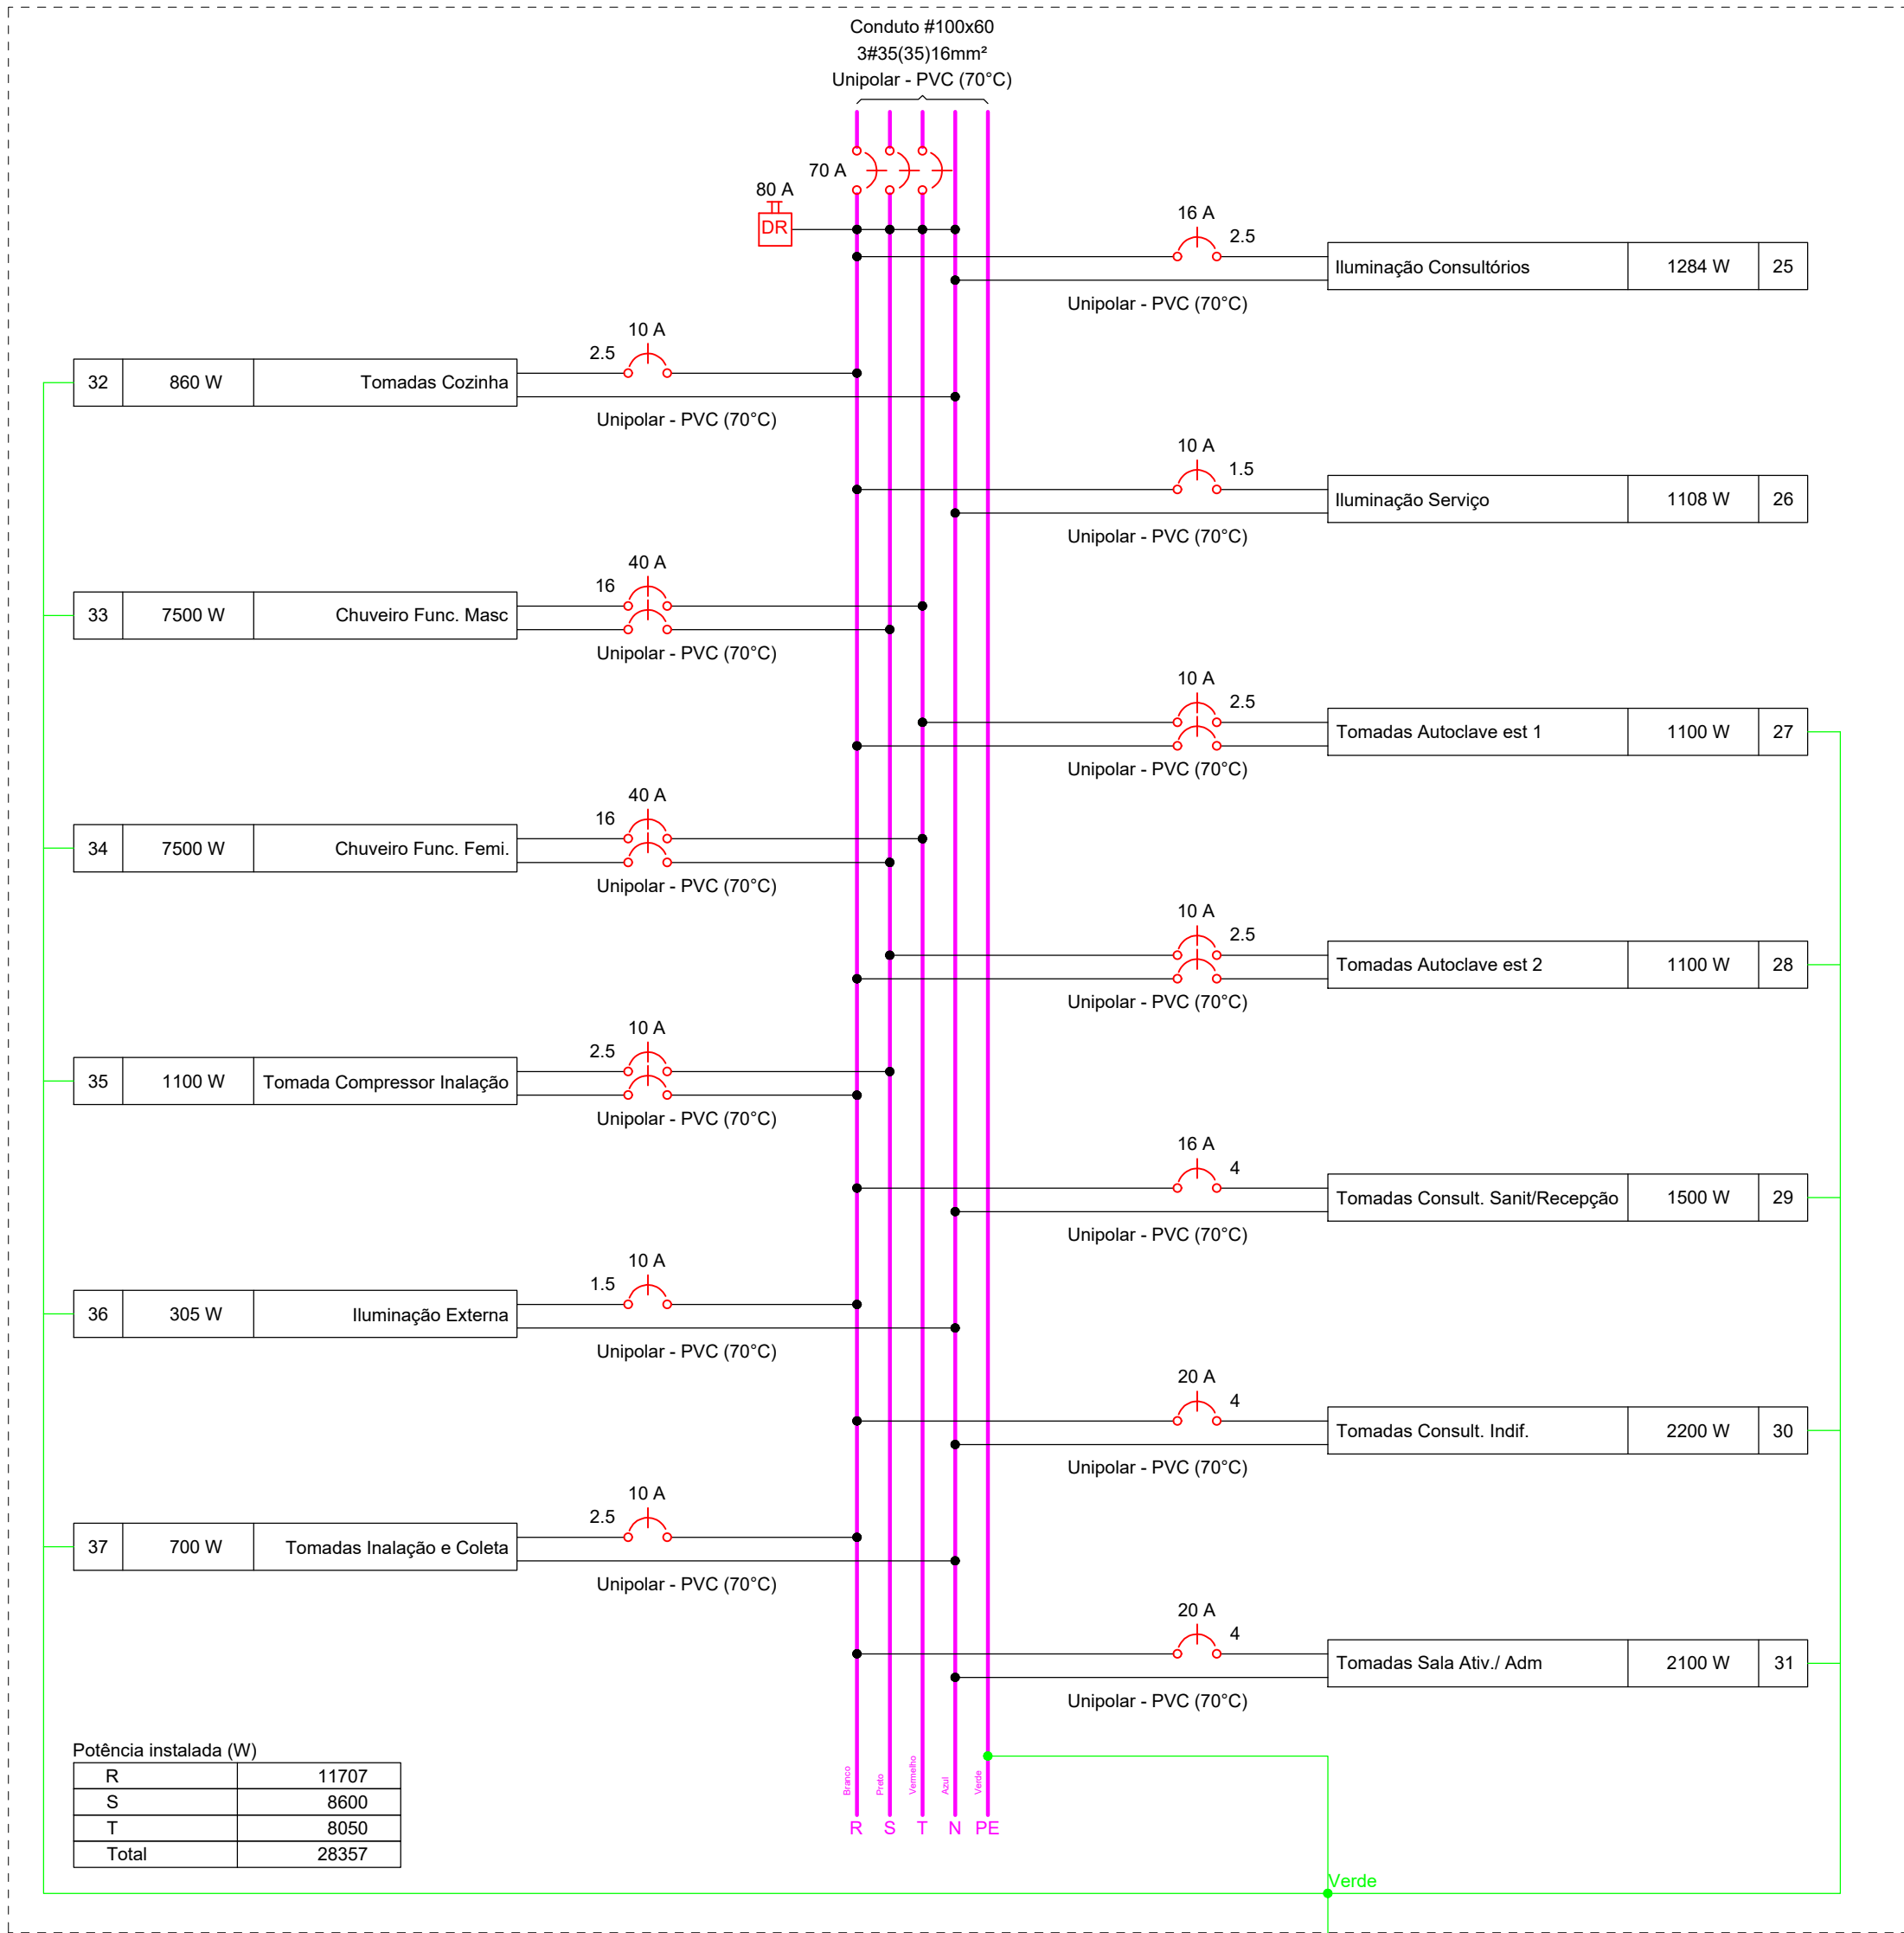 Conduto #100x60
3#35(35)16mm²
Unipolar - PVC (70°C)
70 A
80 A
DR
16 A
2.5
Iluminação Consultórios 1284 W 25
Unipolar - PVC (70°C)
10 A
2.5
32 860 W Tomadas Cozinha
Unipolar - PVC (70°C)
10 A
1.5
Iluminação Serviço 1108 W 26
Unipolar - PVC (70°C)
40 A
16
33 7500 W Chuveiro Func. Masc
Unipolar - PVC (70°C)
10 A
2.5
Tomadas Autoclave est 1 1100 W 27
Unipolar - PVC (70°C)
40 A
16
34 7500 W Chuveiro Func. Femi.
Unipolar - PVC (70°C)
10 A
2.5
Tomadas Autoclave est 2 1100 W 28
Unipolar - PVC (70°C)
10 A
2.5
35 1100 W Tomada Compressor Inalação
Unipolar - PVC (70°C)
16 A
4
Tomadas Consult. Sanit/Recepção 1500 W 29
Unipolar - PVC (70°C)
10 A
1.5
36 305 W Iluminação Externa
Unipolar - PVC (70°C)
20 A
4
Tomadas Consult. Indif. 2200 W 30
Unipolar - PVC (70°C)
10 A
2.5
37 700 W Tomadas Inalação e Coleta
Unipolar - PVC (70°C)
20 A
4
Tomadas Sala Ativ./ Adm 2100 W 31
Unipolar - PVC (70°C)
Potência instalada (W)
R 11707
S 8600
T 8050
Total 28357
Branco
Preto
Vermelho
Azul
Verde
R S T N PE
Verde